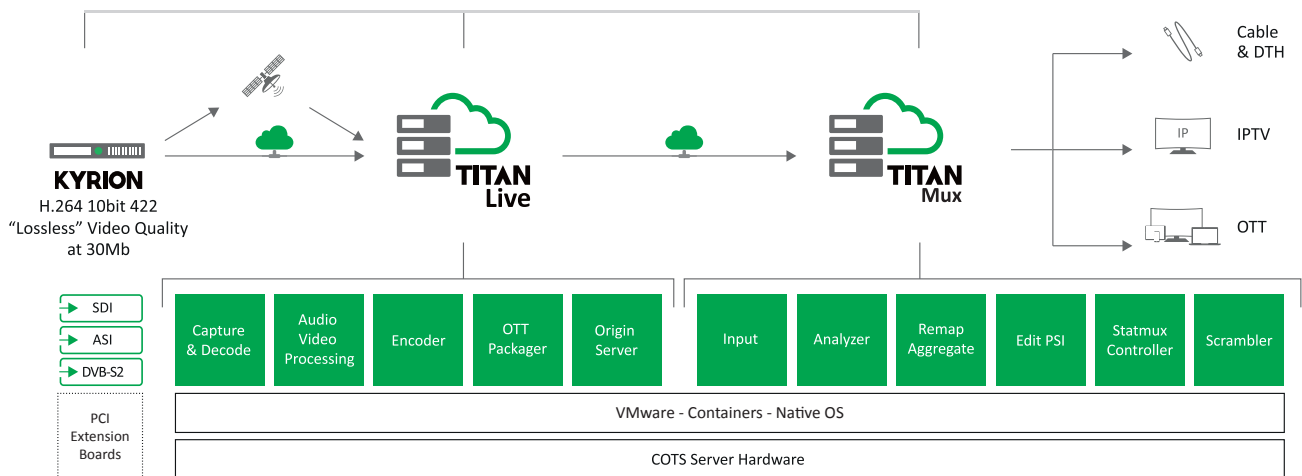 Cable
& DTH
IP
IPTV
OTT
KYRION
H.264 10bit 422
“Lossless” Video Quality
at 30Mb
TITAN
Live
TITAN
Mux
SDI
ASI
DVB-S2
PCI
Extension
Boards
Capture
& Decode
Audio
Video
Processing
Encoder
OTT
Packager
Origin
Server
Input
Analyzer
Remap
Aggregate
Edit PSI
Statmux
Controller
Scrambler
VMware - Containers - Native OS
COTS Server Hardware